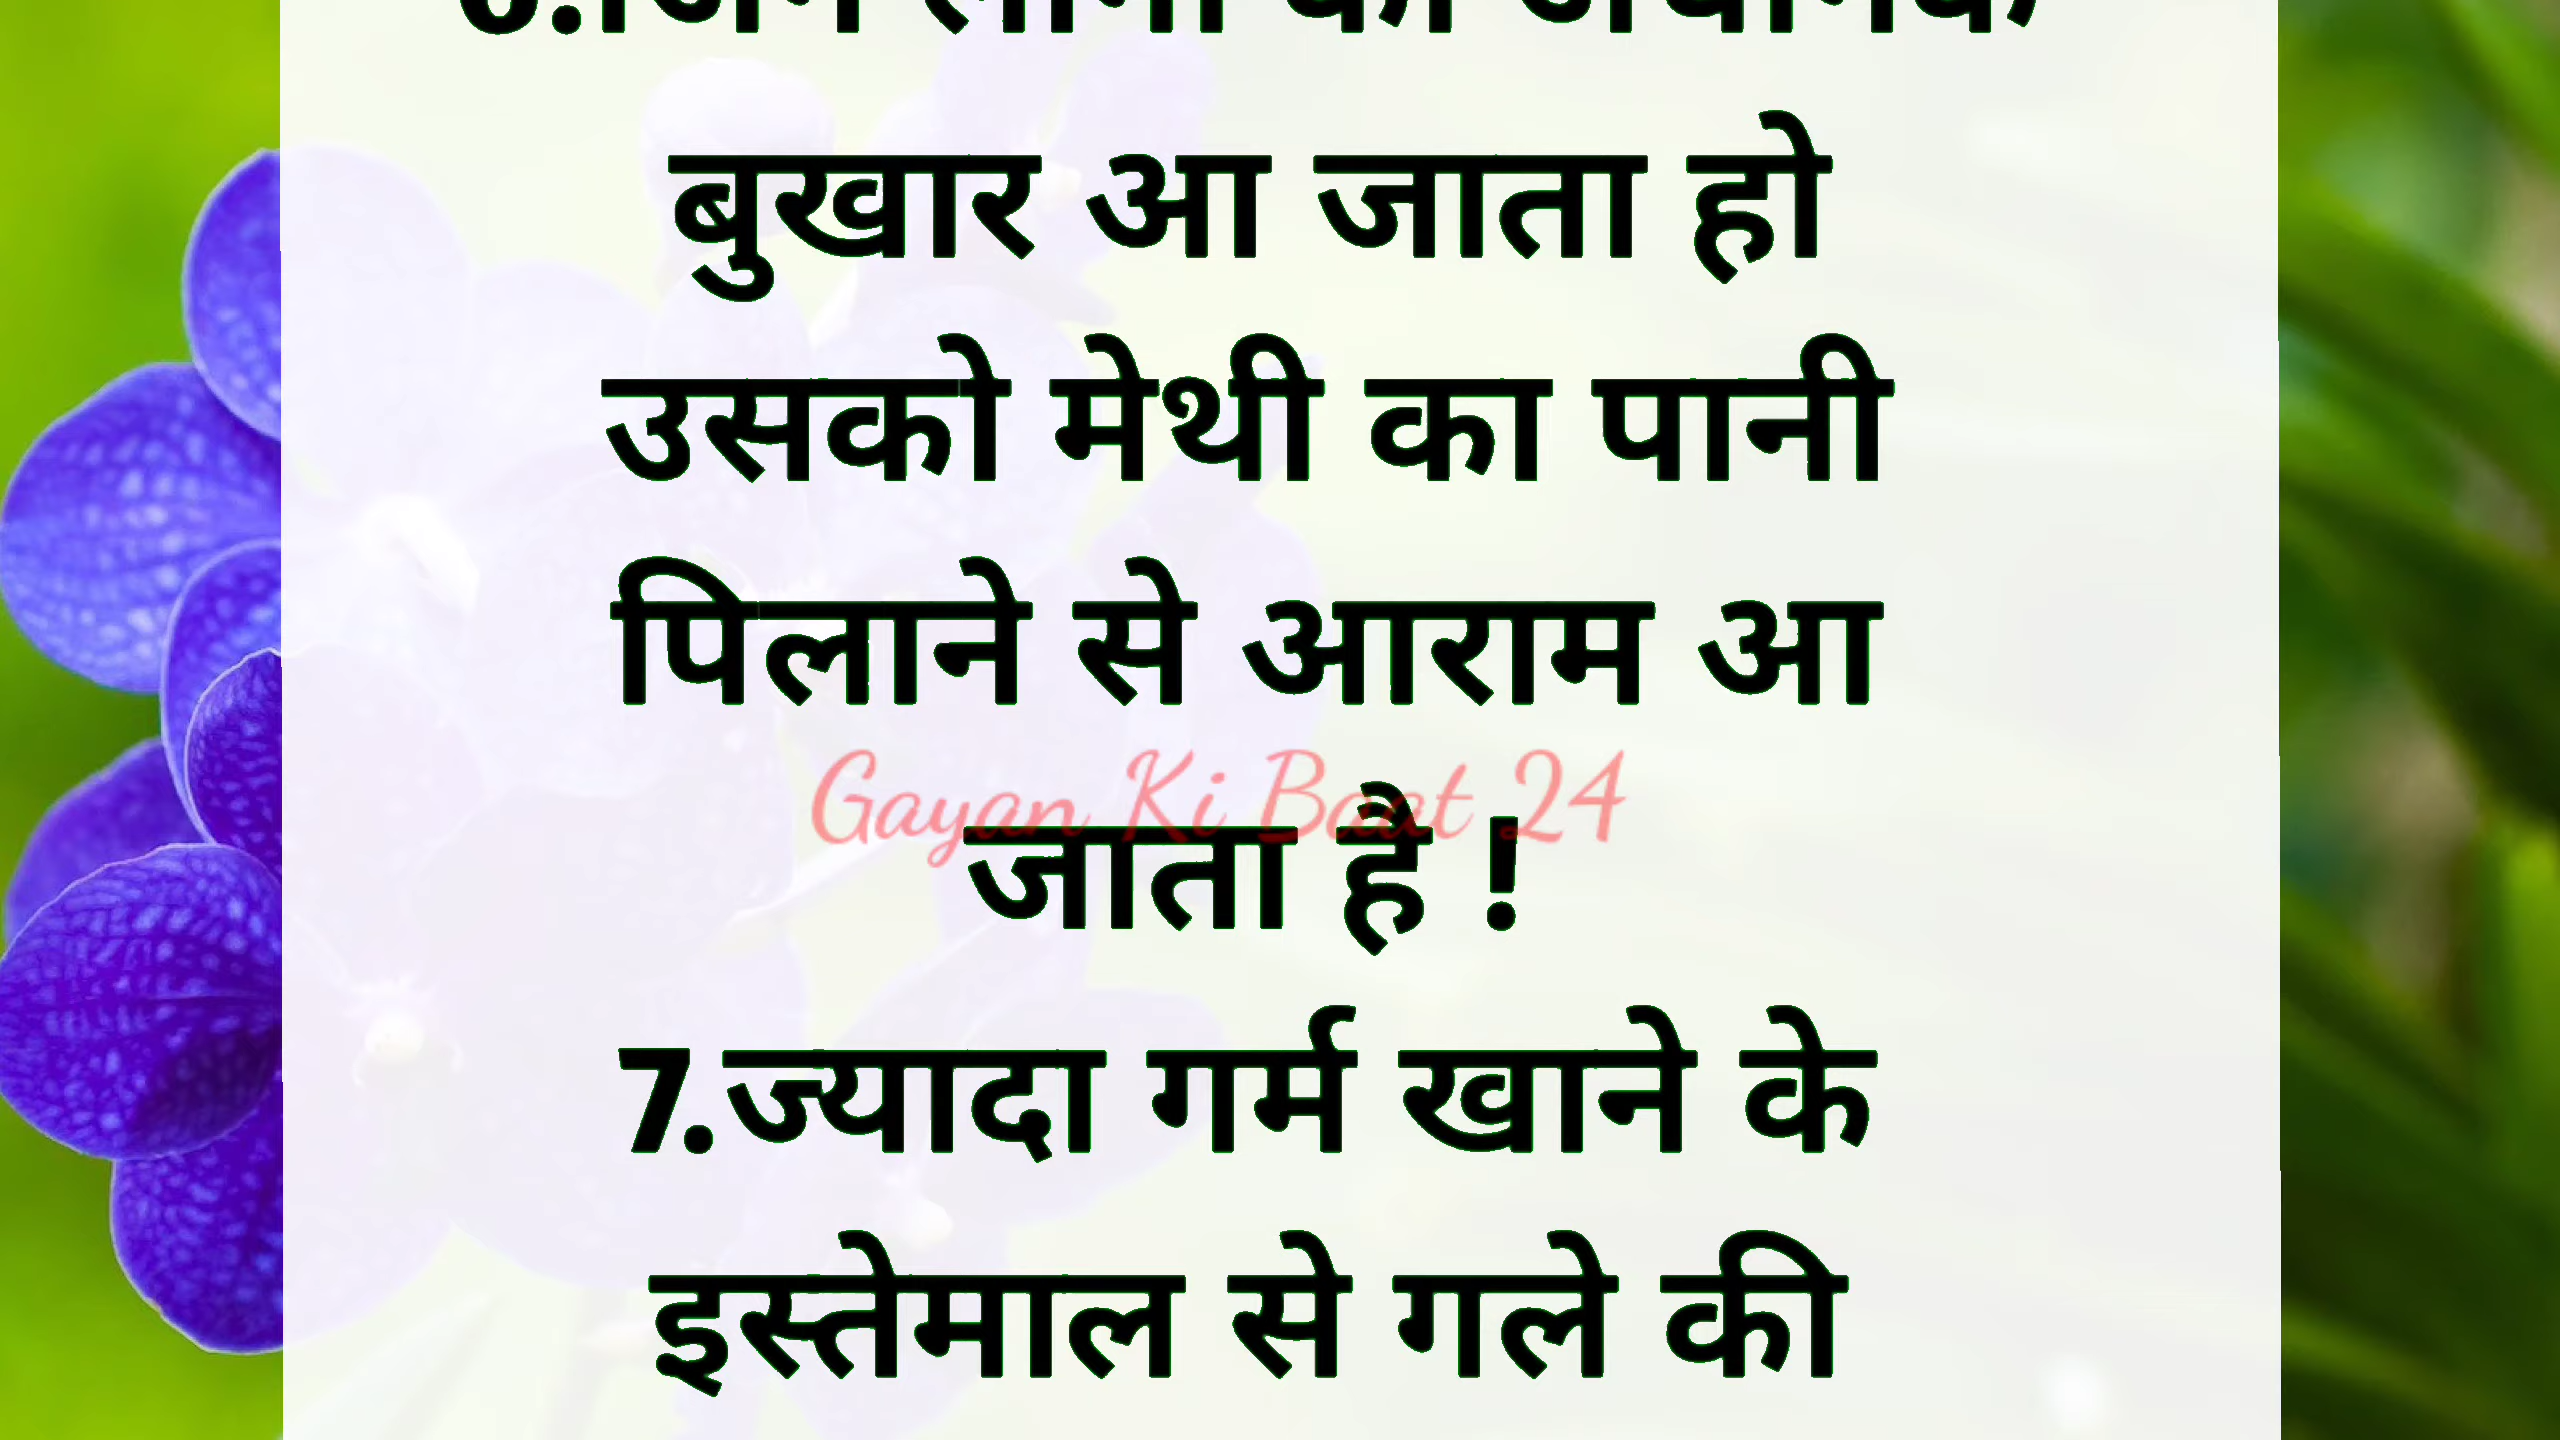 बुखार आ जाता हो
उसको मेथी का पानी
पिलाने से आराम आ
Gayan Ki Baat 24
जाता है !
7.ज्यादा गर्म खाने के
इस्तेमाल से गले की